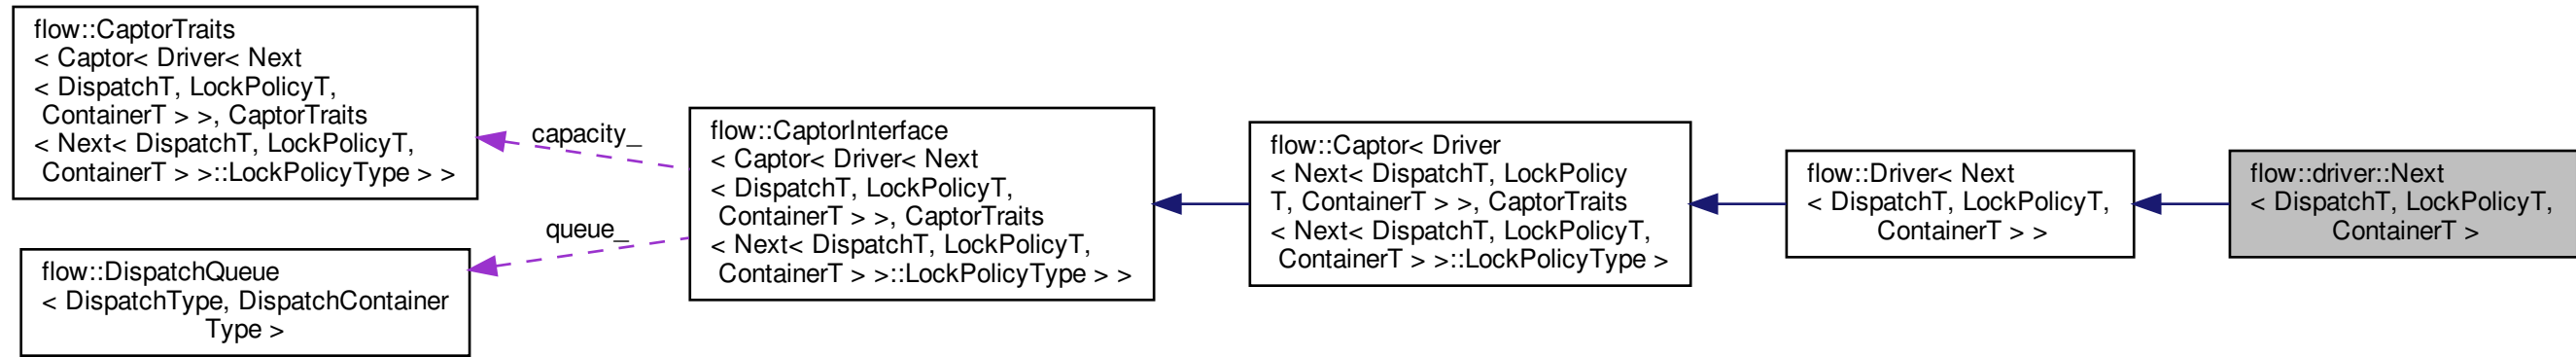 flow::CaptorTraits
< Captor< Driver< Next
< DispatchT, LockPolicyT,
ContainerT > >, CaptorTraits
< Next< DispatchT, LockPolicyT,
ContainerT > >::LockPolicyType > >
capacity_
flow::DispatchQueue
< DispatchType, DispatchContainer
Type >
queue_
flow::CaptorInterface
< Captor< Driver< Next
< DispatchT, LockPolicyT,
ContainerT > >, CaptorTraits
< Next< DispatchT, LockPolicyT,
ContainerT > >::LockPolicyType > >
flow::Captor< Driver
< Next< DispatchT, LockPolicy
T, ContainerT > >, CaptorTraits
< Next< DispatchT, LockPolicyT,
ContainerT > >::LockPolicyType >
flow::Driver< Next
< DispatchT, LockPolicyT,
ContainerT > >
flow::driver::Next
< DispatchT, LockPolicyT,
ContainerT >